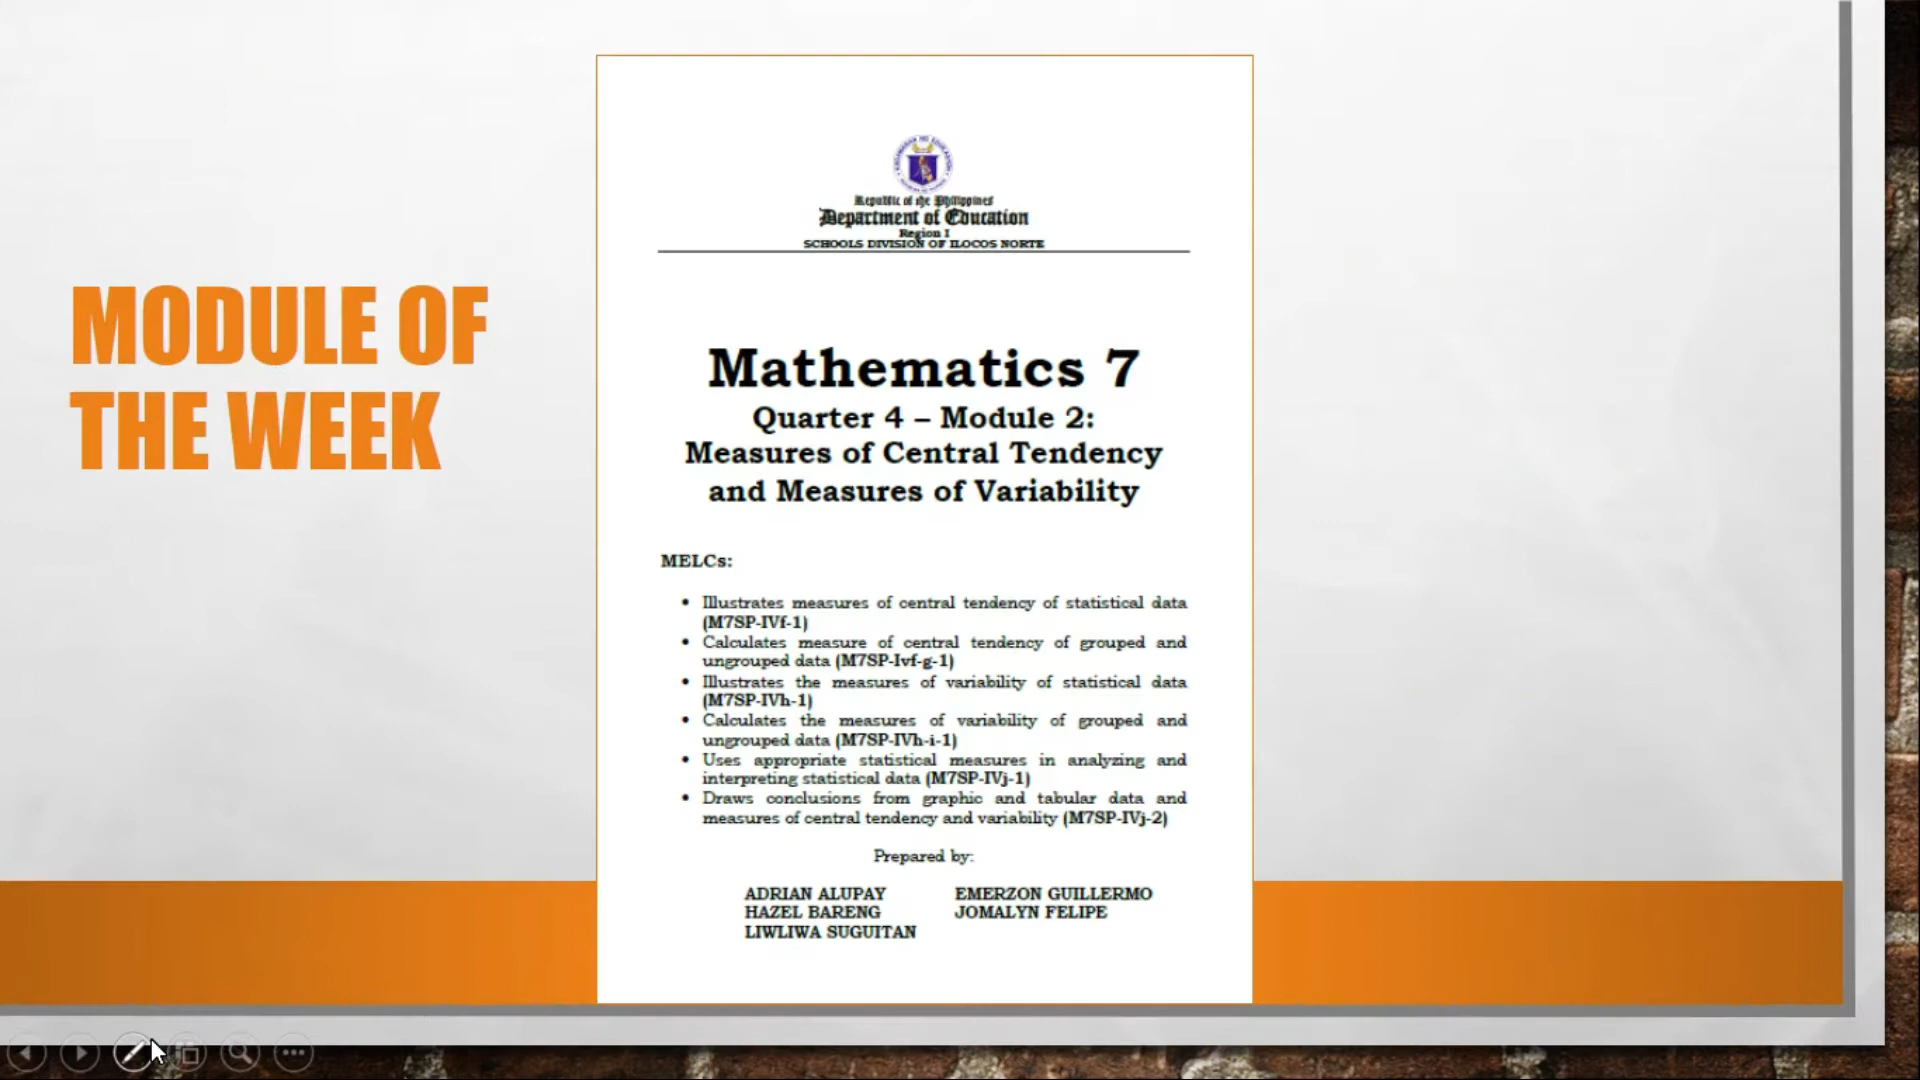 MODULE OF
THE WEEK
Republic of the Philippines
Department of Education
Region I
SCHOOLS DIVISION OF ILOCOS NORTE
Mathematics 7
Quarter 4 – Module 2:
Measures of Central Tendency
and Measures of Variability
MELCs:
• Illustrates measures of central tendency of statistical data
(M7SP-IVf-1)
• Calculates measure of central tendency of grouped and
ungrouped data (M7SP-Ivf-g-1)
• Illustrates the measures of variability of statistical data
(M7SP-IVh-1)
• Calculates the measures of variability of grouped and
ungrouped data (M7SP-IVh-i-1)
• Uses appropriate statistical measures in analyzing and
interpreting statistical data (M7SP-IVj-1)
• Draws conclusions from graphic and tabular data and
measures of central tendency and variability (M7SP-IVj-2)
Prepared by:
ADRIAN ALUPAY EMERZON GUILLERMO
HAZEL BARENG JOMALYN FELIPE
LIWLIWA SUGUITAN